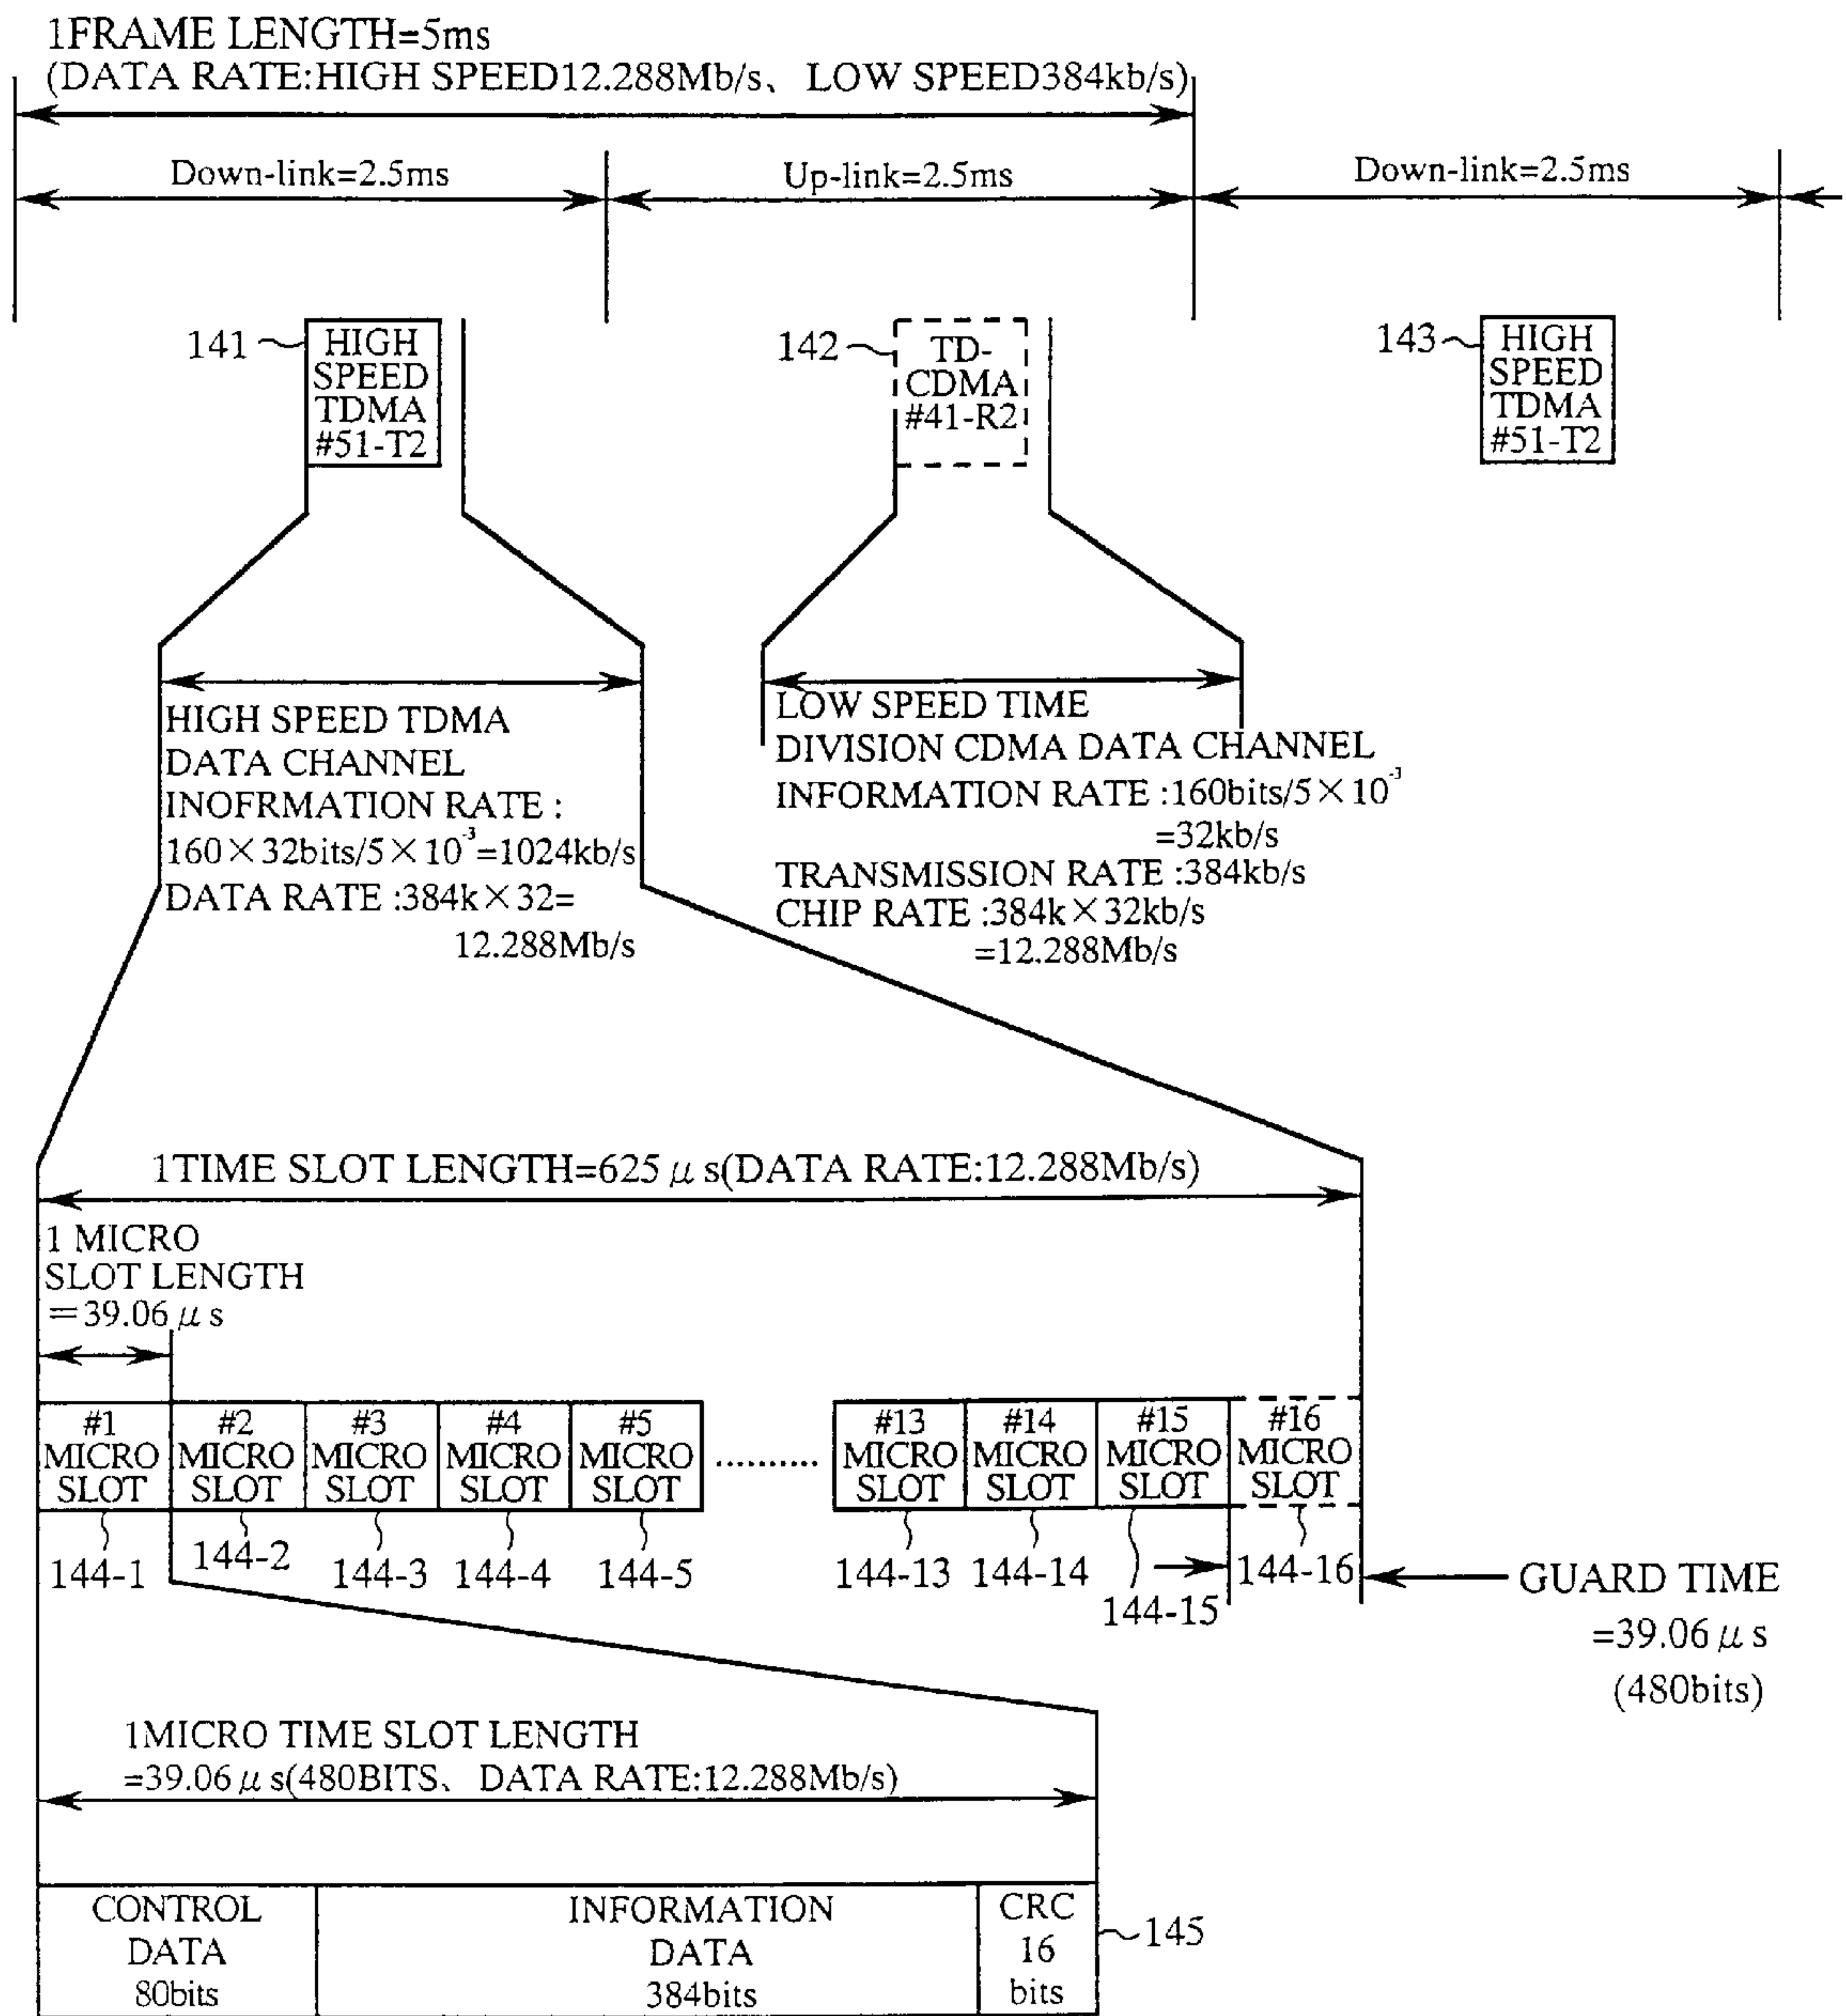 1FRAME LENGTH=5ms
(DATA RATE:HIGH SPEED12.288Mb/s、LOW SPEED384kb/s)
Down-link=2.5ms
Up-link=2.5ms
Down-link=2.5ms
141
HIGH
SPEED
TDMA
#51-T2
142
TD-
CDMA
#41-R2
143
HIGH
SPEED
TDMA
#51-T2
HIGH SPEED TDMA
DATA CHANNEL
INOFRMATION RATE :
160×32bits/5×10⁻³=1024kb/s
DATA RATE :384k×32=
12.288Mb/s
LOW SPEED TIME
DIVISION CDMA DATA CHANNEL
INFORMATION RATE :160bits/5×10⁻³
=32kb/s
TRANSMISSION RATE :384kb/s
CHIP RATE :384k×32kb/s
=12.288Mb/s
1TIME SLOT LENGTH=625μs(DATA RATE:12.288Mb/s)
1 MICRO
SLOT LENGTH
=39.06μs
#1
MICRO
SLOT
#2
MICRO
SLOT
#3
MICRO
SLOT
#4
MICRO
SLOT
#5
MICRO
SLOT
..........
#13
MICRO
SLOT
#14
MICRO
SLOT
#15
MICRO
SLOT
#16
MICRO
SLOT
144-1
144-2
144-3
144-4
144-5
144-13
144-14
144-15
144-16
GUARD TIME
=39.06μs
(480bits)
1MICRO TIME SLOT LENGTH
=39.06μs(480BITS、DATA RATE:12.288Mb/s)
CONTROL
DATA
80bits
INFORMATION
DATA
384bits
CRC
16
bits
145